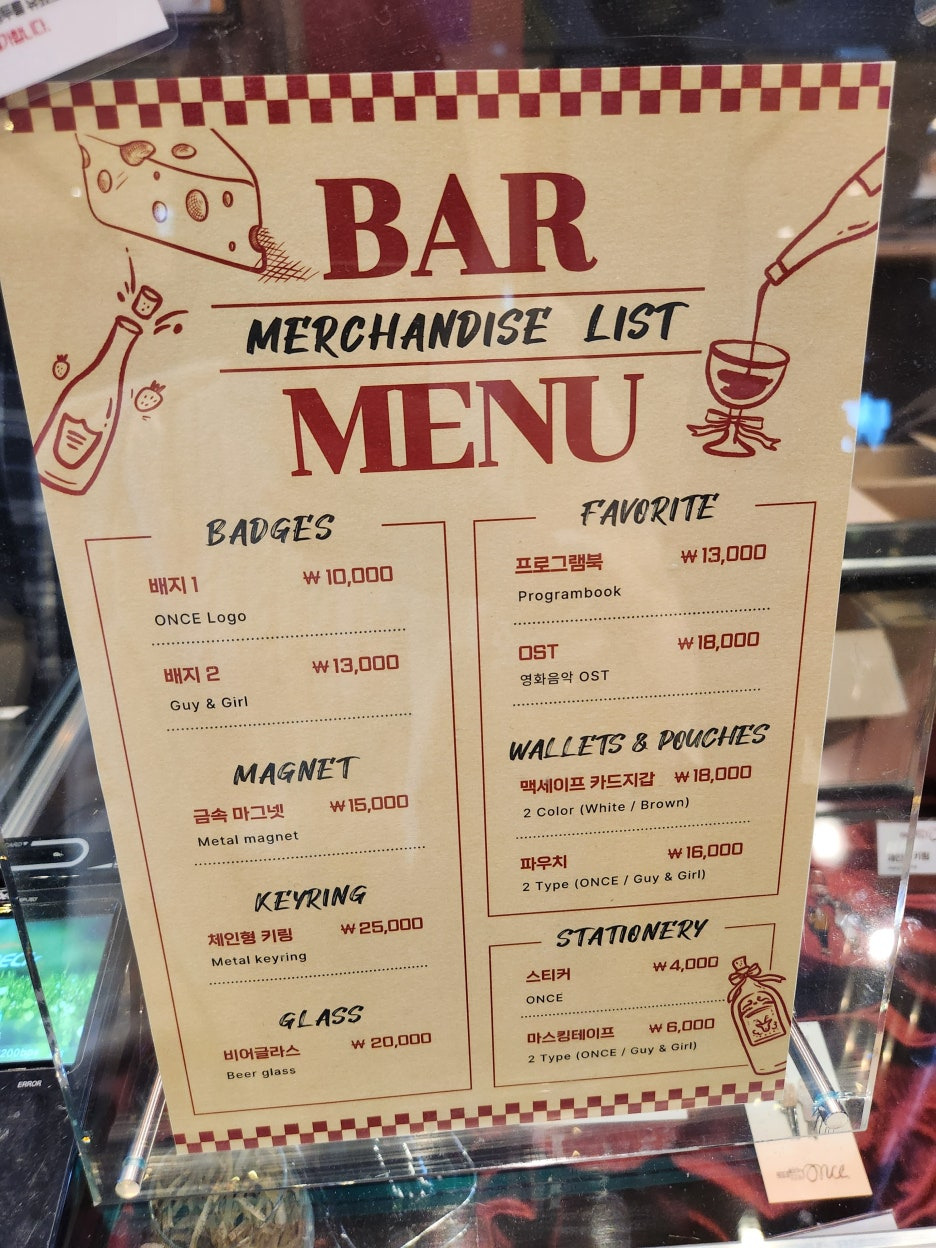 BAR
MERCHANDISE LIST
MENU
BADGES
배지 1 ₩10,000
ONCE Logo
배지 2 ₩13,000
Guy & Girl
MAGNET
금속 마그넷 ₩15,000
Metal magnet
KEYRING
체인형 키링 ₩25,000
Metal keyring
GLASS
비어글라스 ₩20,000
Beer glass
FAVORITE
프로그램북 ₩13,000
Programbook
OST ₩18,000
영화음악 OST
WALLETS & POUCHES
맥세이프 카드지갑 ₩18,000
2 Color (White / Brown)
파우치 ₩16,000
2 Type (ONCE / Guy & Girl)
STATIONERY
스티커 ₩4,000
ONCE
마스킹테이프 ₩6,000
2 Type (ONCE / Guy & Girl)
ERROR
once